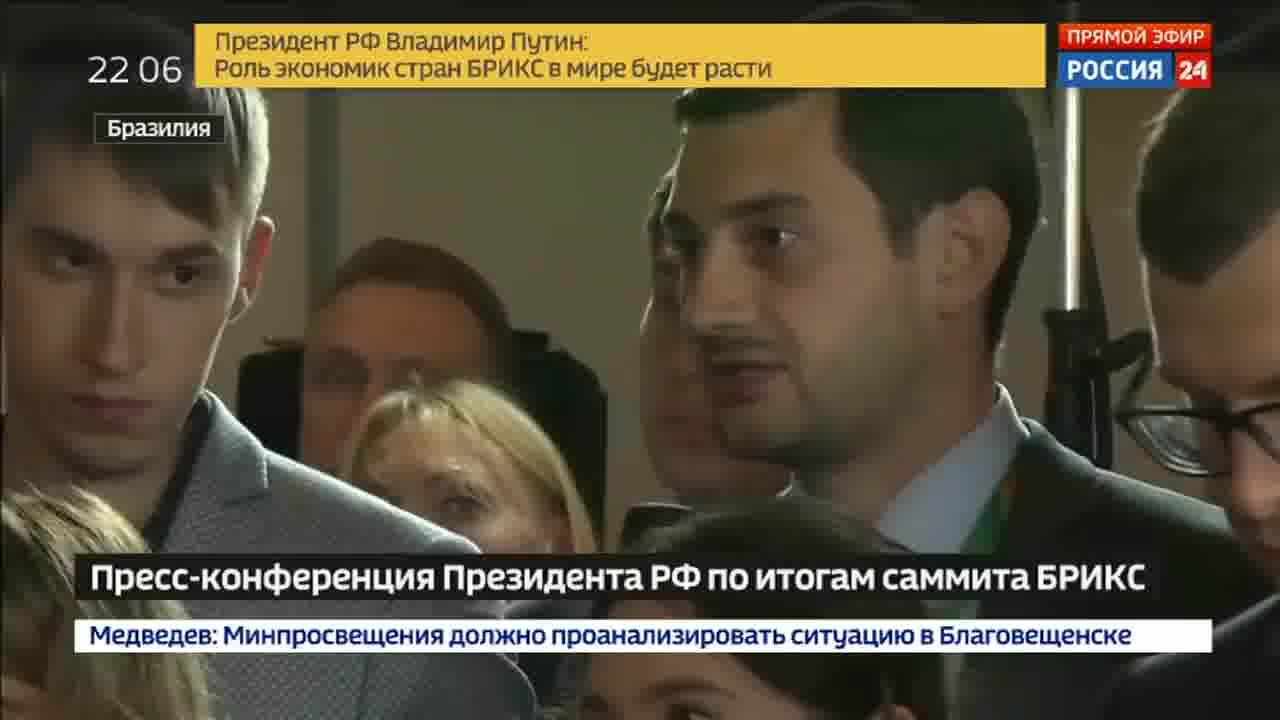 22 06
Президент РФ Владимир Путин:
Роль экономик стран БРИКС в мире будет расти
ПРЯМОЙ ЭФИР
РОССИЯ 24
Бразилия
Пресс-конференция Президента РФ по итогам саммита БРИКС
Медведев: Минпросвещения должно проанализировать ситуацию в Благовещенске